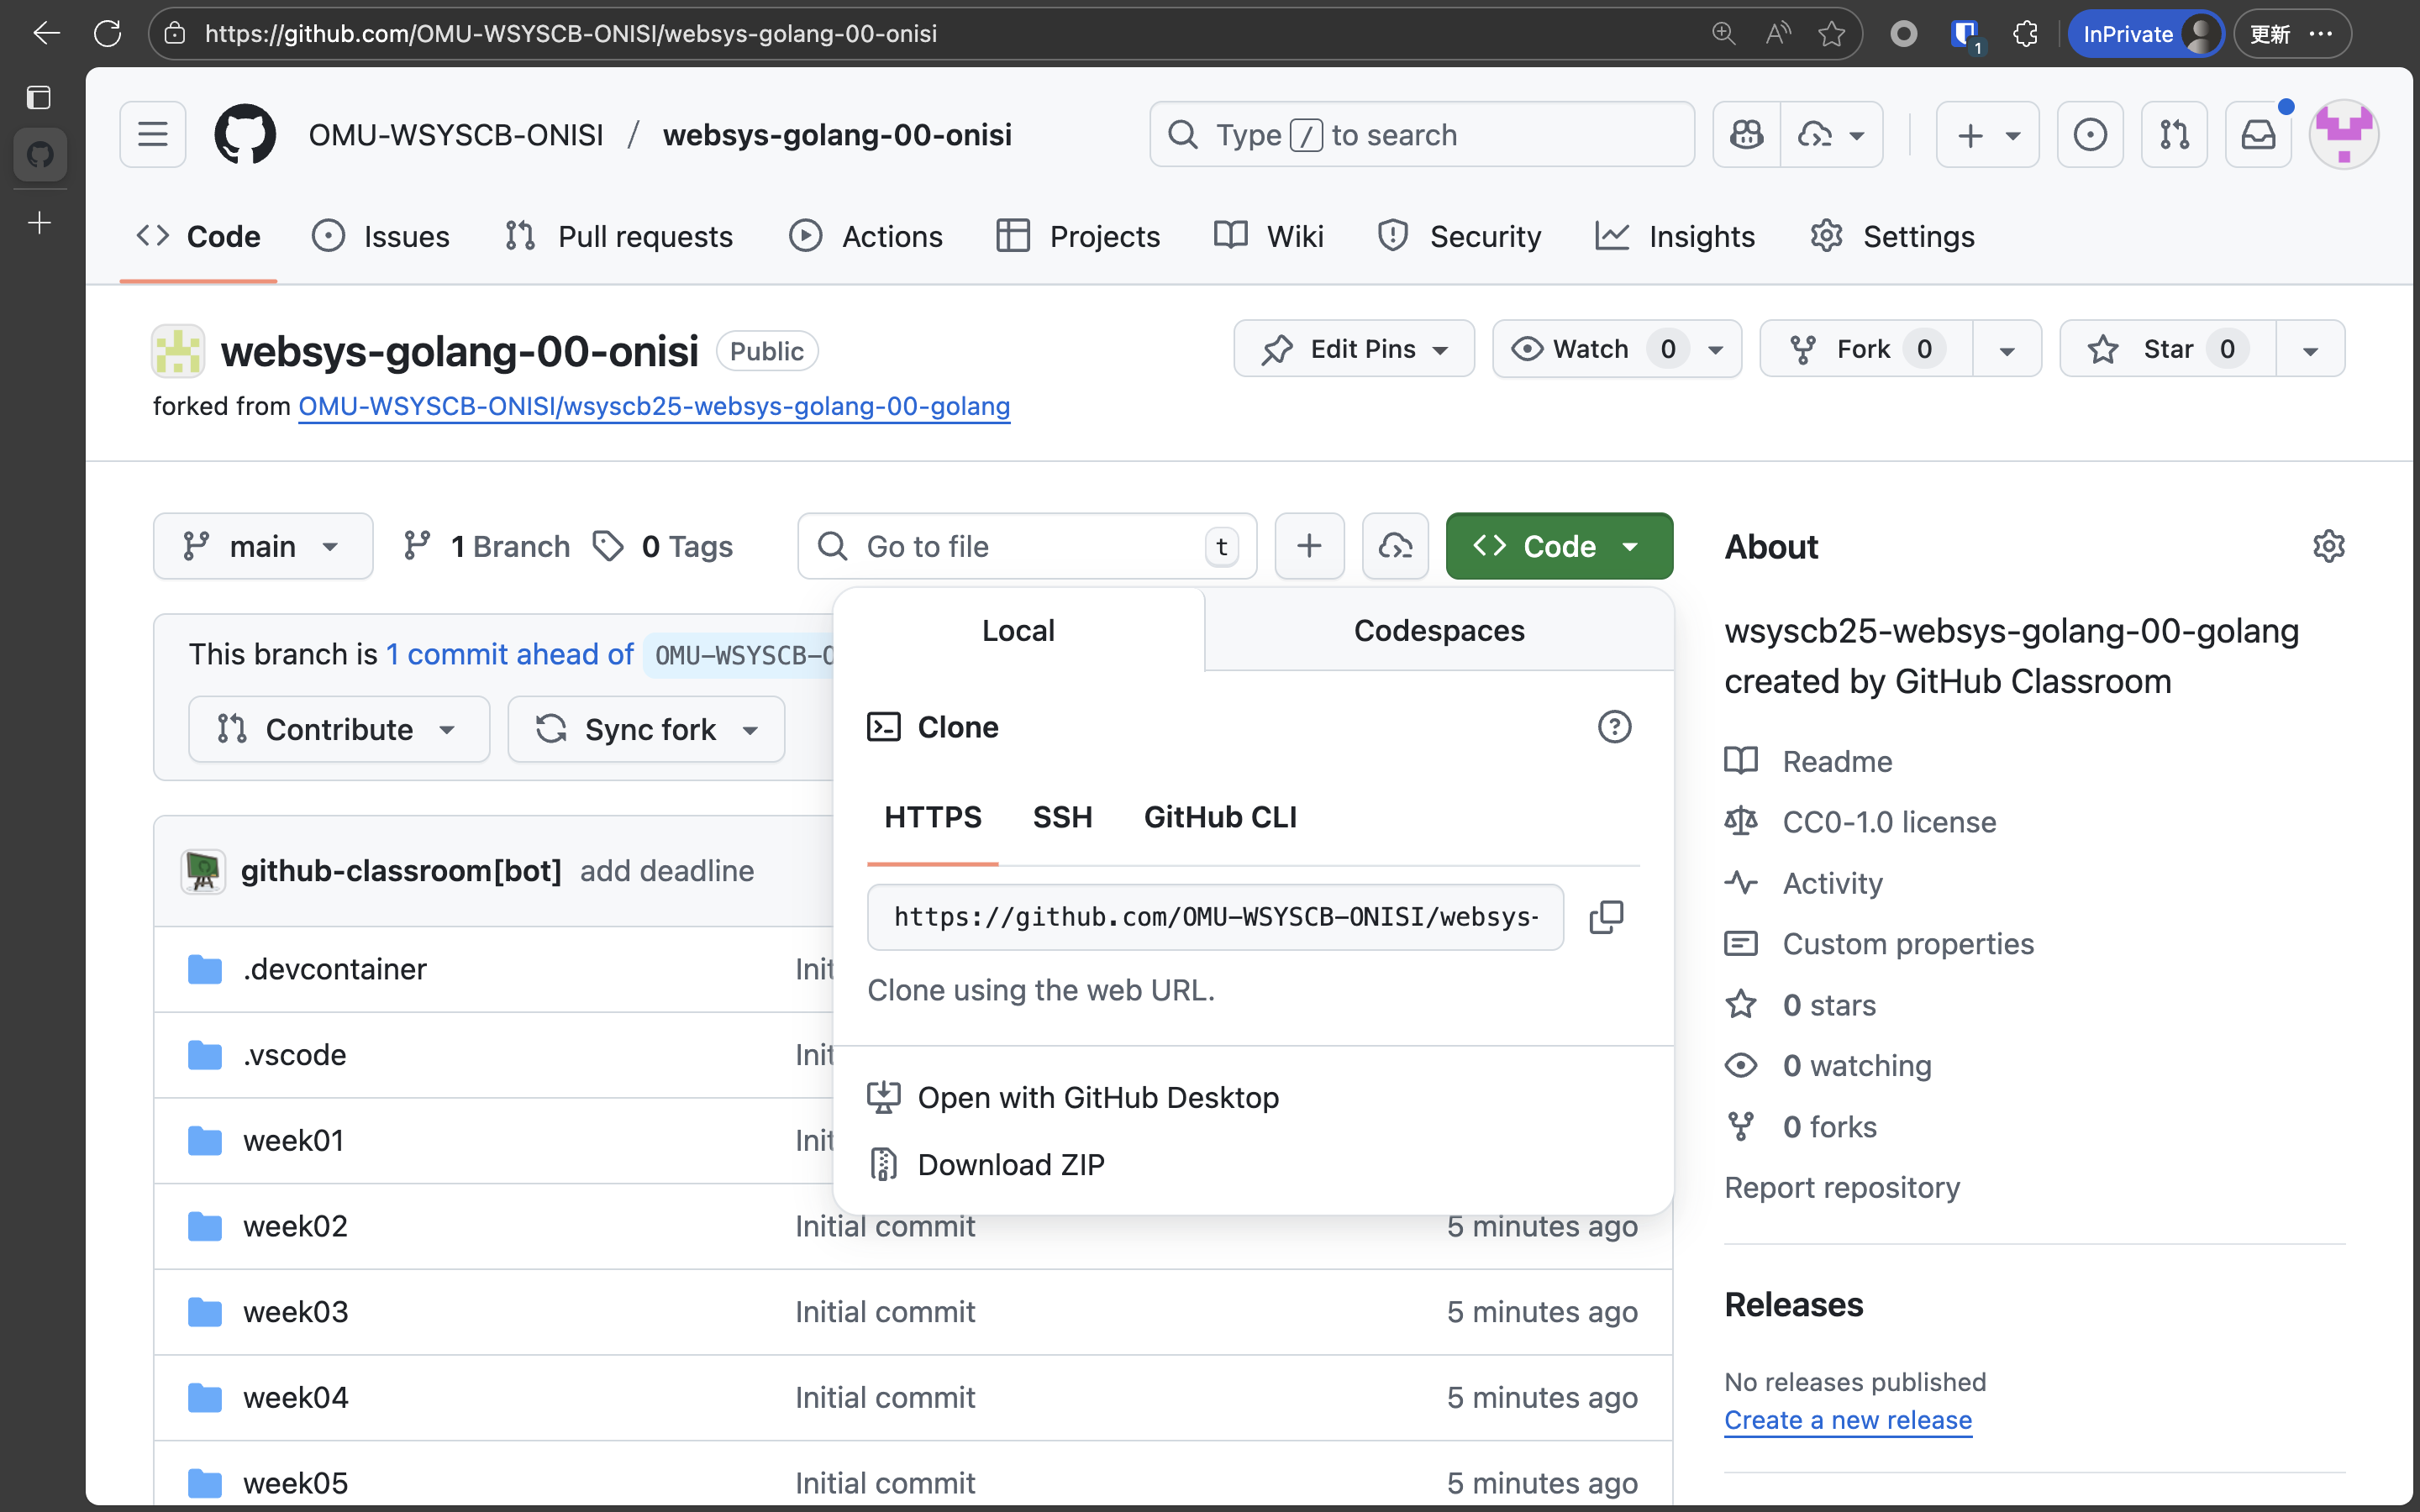 https://github.com/OMU-WSYSCB-ONISI/websys-golang-00-onisi
1
InPrivate
更新
OMU-WSYSCB-ONISI / websys-golang-00-onisi
Type / to search
Code
Issues
Pull requests
Actions
Projects
Wiki
Security
Insights
Settings
websys-golang-00-onisi
Public
Edit Pins
Watch 0
Fork 0
Star 0
forked from OMU-WSYSCB-ONISI/wsyscb25-websys-golang-00-golang
main
1 Branch
0 Tags
Go to file
t
Code
About
Local
Codespaces
wsyscb25-websys-golang-00-golang
created by GitHub Classroom
This branch is 1 commit ahead of
Contribute
Sync fork
Clone
HTTPS
SSH
GitHub CLI
https://github.com/OMU-WSYSCB-ONISI/websys-
Clone using the web URL.
Open with GitHub Desktop
Download ZIP
Readme
CC0-1.0 license
Activity
Custom properties
0 stars
0 watching
0 forks
Report repository
github-classroom[bot] add deadline
.devcontainer
.vscode
week01
week02 Initial commit 5 minutes ago
week03 Initial commit 5 minutes ago
week04 Initial commit 5 minutes ago
week05 Initial commit 5 minutes ago
Releases
No releases published
Create a new release